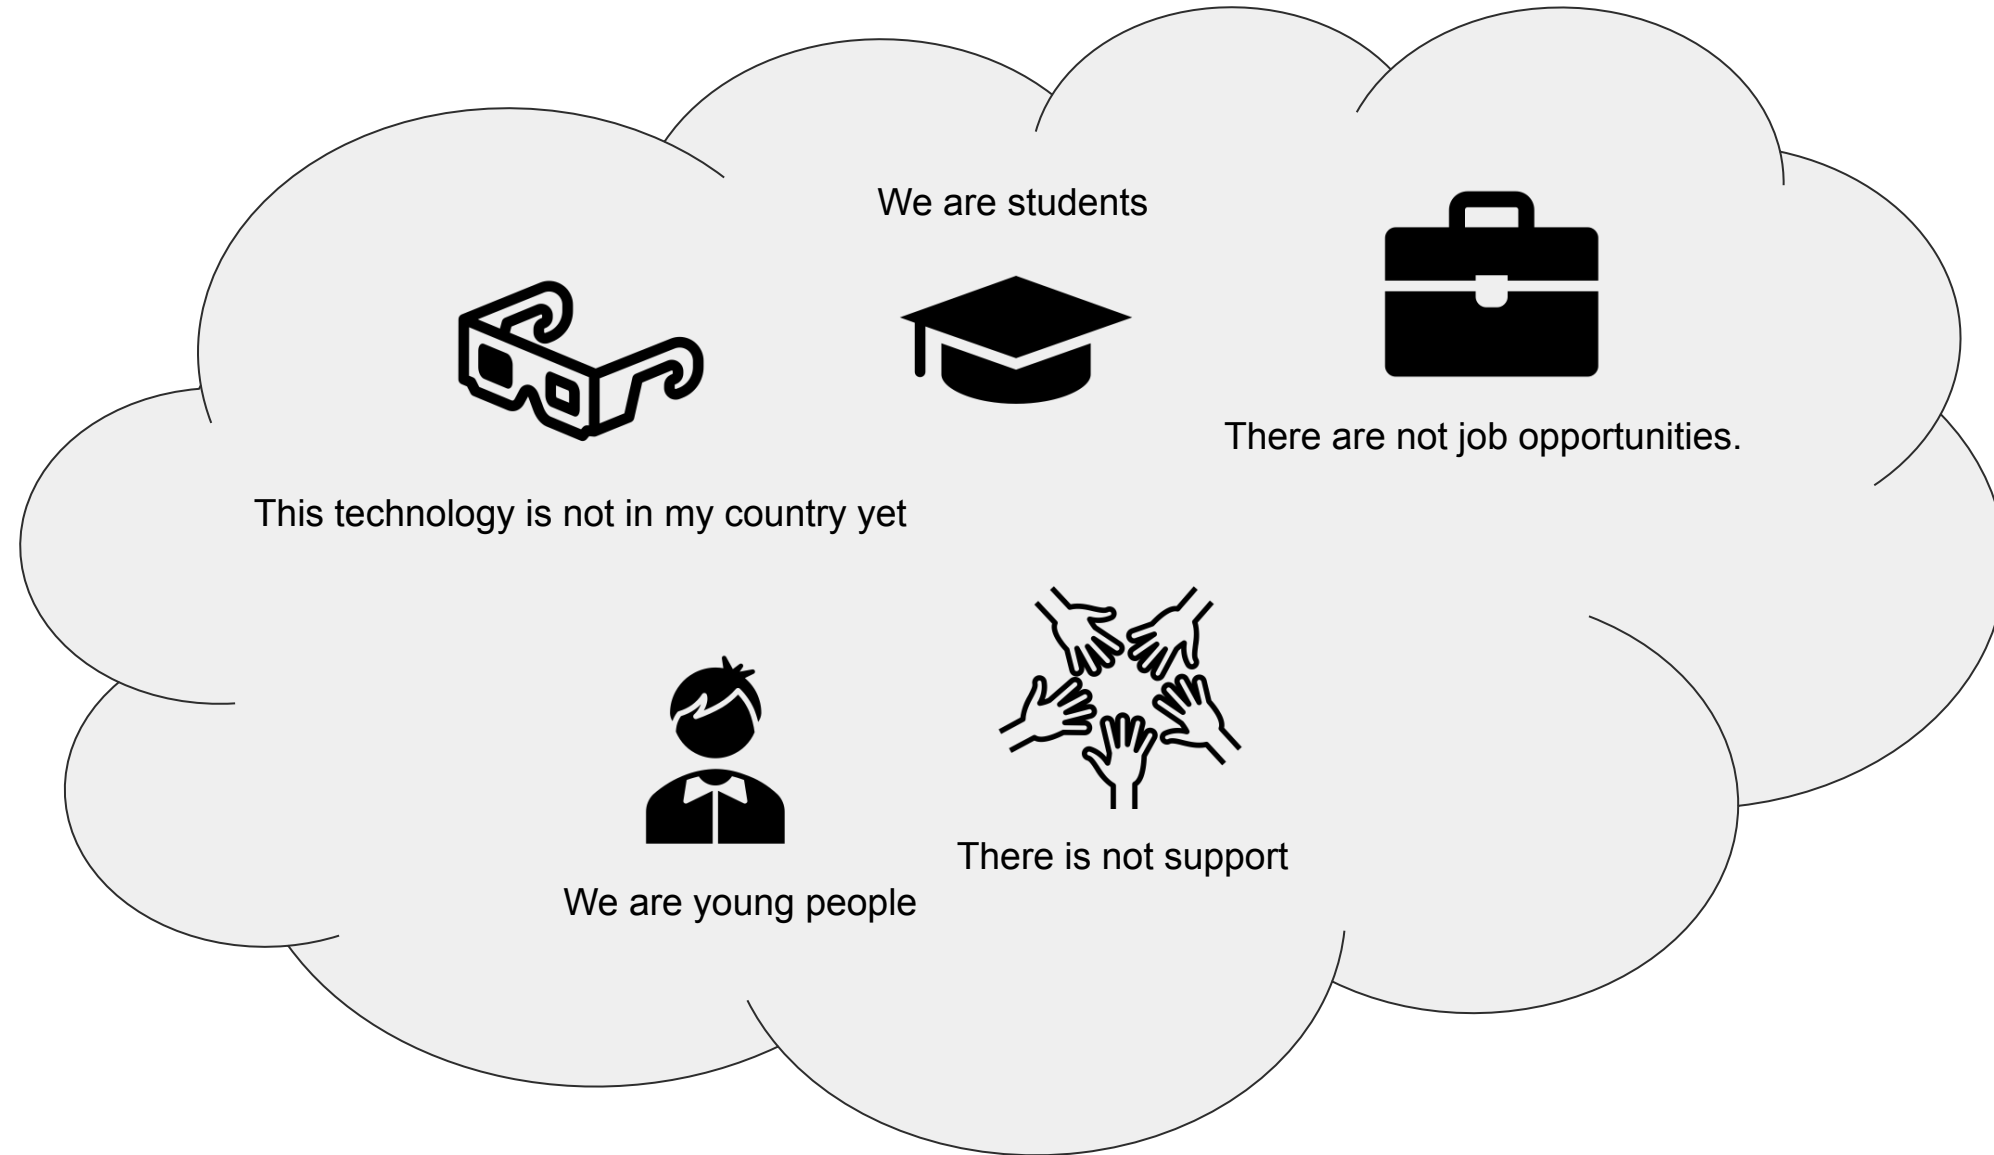 We are students
There are not job opportunities.
This technology is not in my country yet
There is not support
We are young people